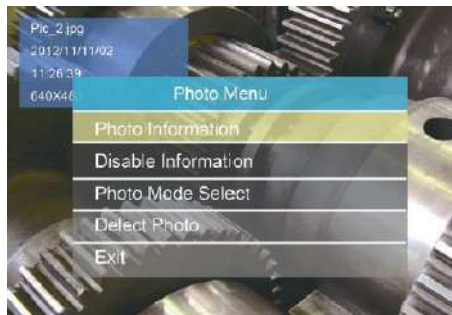 Pic_2.jpg
2012/11/11/02
11:26:39
640X48
Photo Menu
Photo Information
Disable Information
Photo Mode Select
Delect Photo
Exit